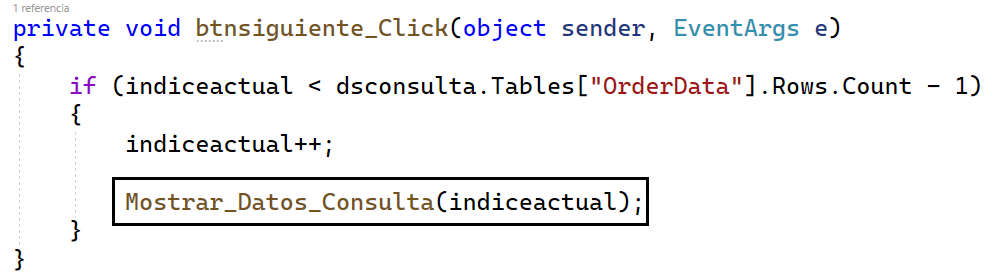 1 referencia
private void btnsiguiente_Click(object sender, EventArgs e)
{
if (indiceactual < dsconsulta.Tables["OrderData"].Rows.Count - 1)
{
indiceactual++;
Mostrar_Datos_Consulta(indiceactual);
}
}